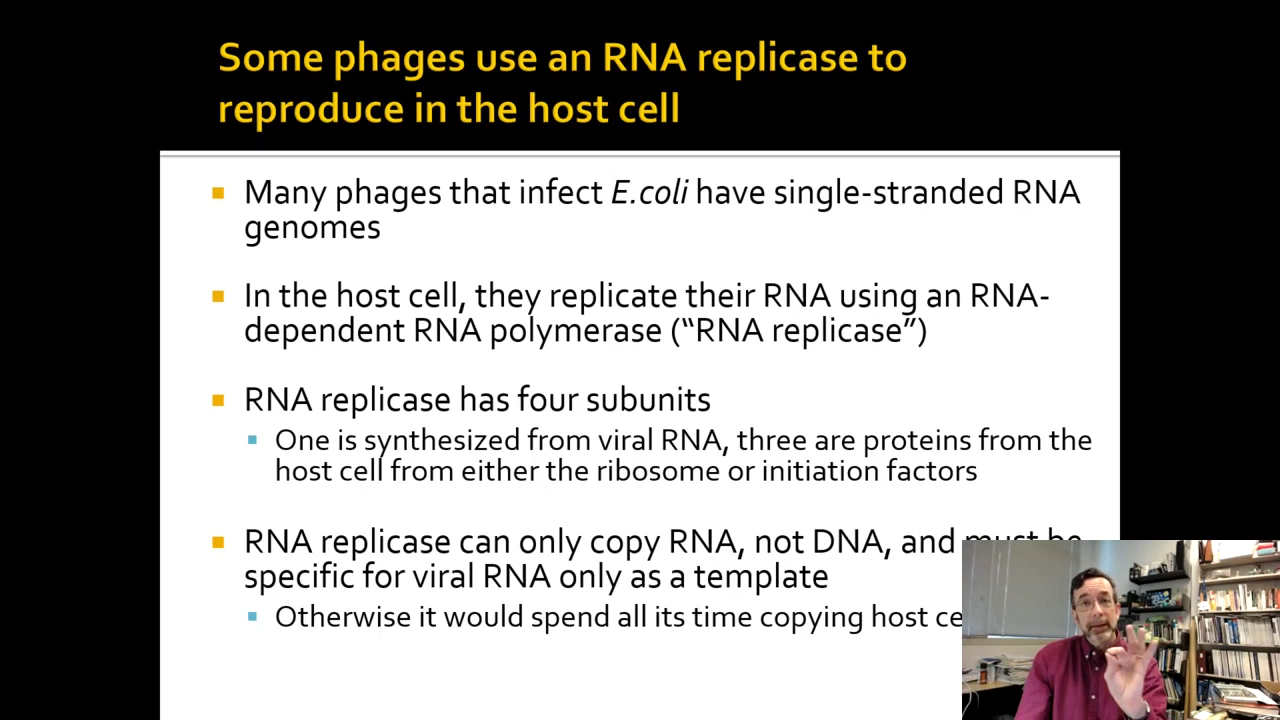 Some phages use an RNA replicase to
reproduce in the host cell
Many phages that infect E.coli have single-stranded RNA
genomes
In the host cell, they replicate their RNA using an RNA-
dependent RNA polymerase (“RNA replicase”)
RNA replicase has four subunits
One is synthesized from viral RNA, three are proteins from the
host cell from either the ribosome or initiation factors
RNA replicase can only copy RNA, not DNA, and must be
specific for viral RNA only as a template
Otherwise it would spend all its time copying host